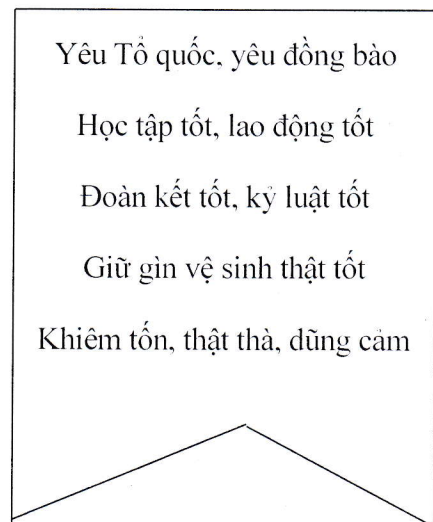 Yêu Tổ quốc, yêu đồng bào
Học tập tốt, lao động tốt
Đoàn kết tốt, kỷ luật tốt
Giữ gìn vệ sinh thật tốt
Khiêm tốn, thật thà, dũng cảm